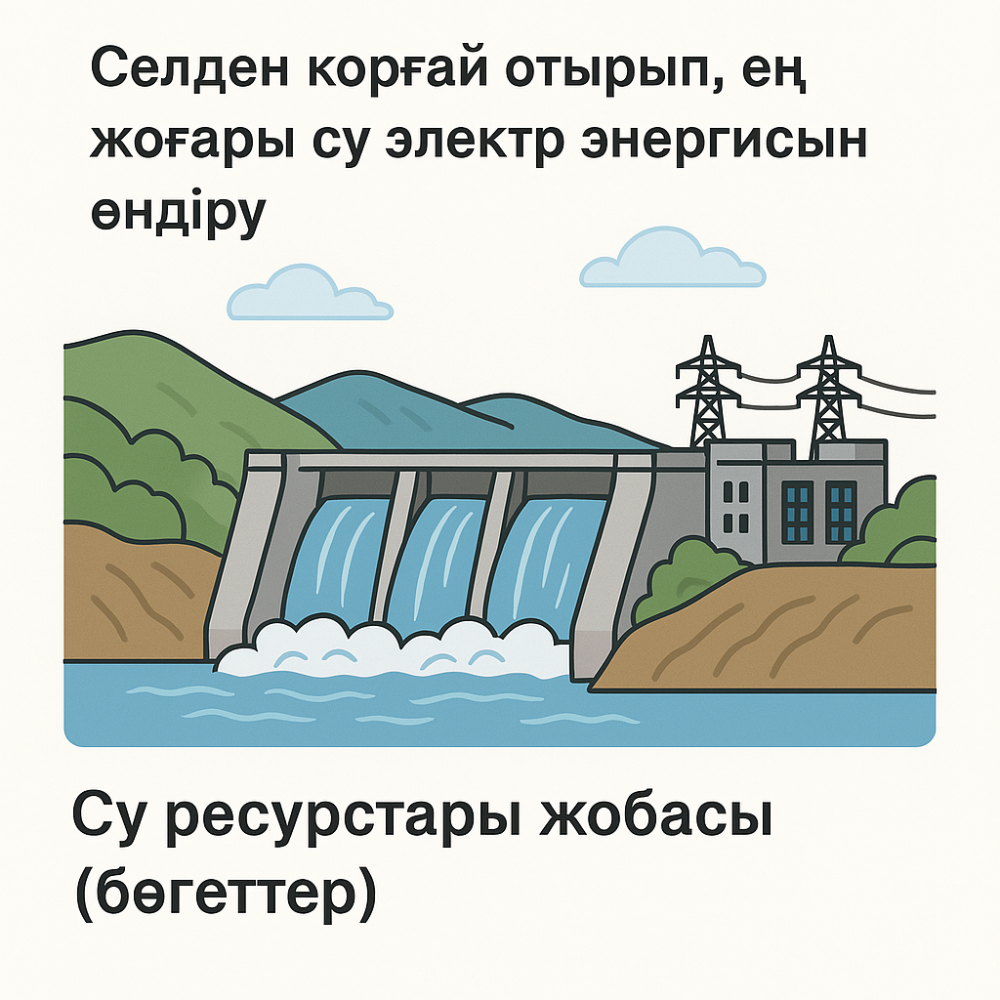 Селден корғай отырып, ең
жоғары су электр энергисын
өндіру
Су ресурстары жобасы
(бөгеттер)